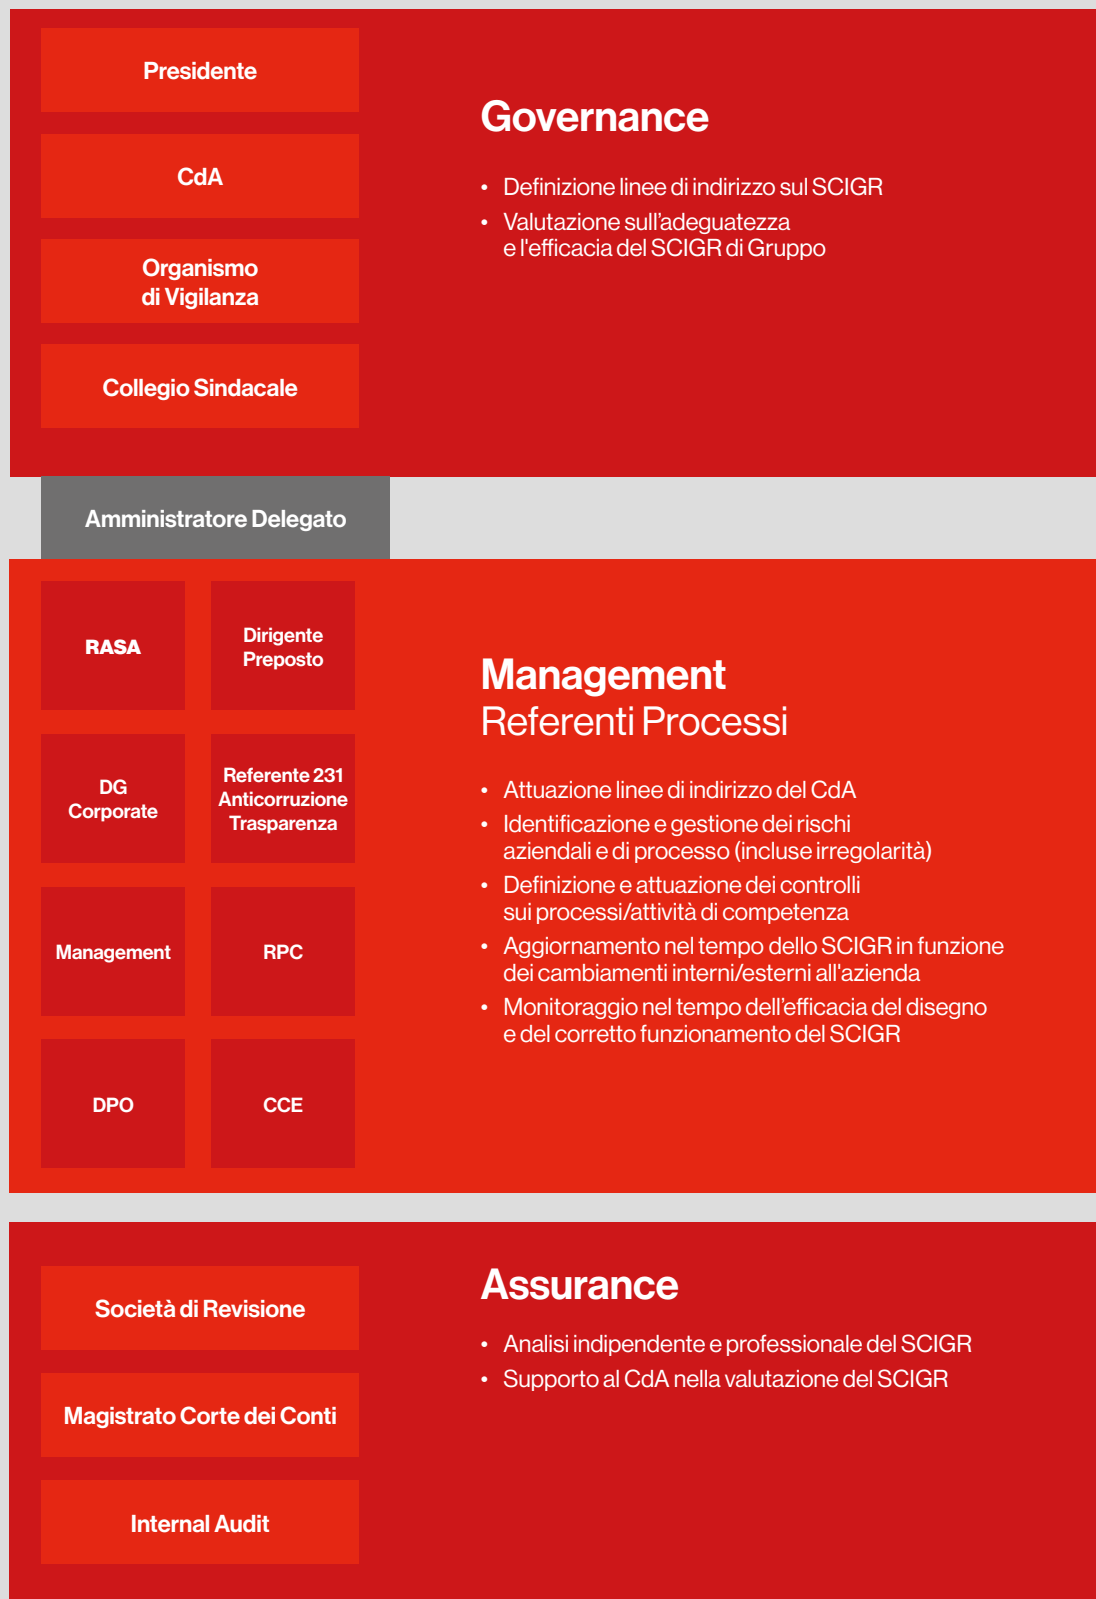 Presidente
CdA
Organismo
di Vigilanza
Collegio Sindacale
Governance
• Definizione linee di indirizzo sul SCIGR
• Valutazione sull’adeguatezza
e l'efficacia del SCIGR di Gruppo
Amministratore Delegato
RASA
Dirigente
Preposto
DG
Corporate
Referente 231
Anticorruzione
Trasparenza
Management
RPC
DPO
CCE
Management
Referenti Processi
• Attuazione linee di indirizzo del CdA
• Identificazione e gestione dei rischi
aziendali e di processo (incluse irregolarità)
• Definizione e attuazione dei controlli
sui processi/attività di competenza
• Aggiornamento nel tempo dello SCIGR in funzione
dei cambiamenti interni/esterni all'azienda
• Monitoraggio nel tempo dell’efficacia del disegno
e del corretto funzionamento del SCIGR
Società di Revisione
Magistrato Corte dei Conti
Internal Audit
Assurance
• Analisi indipendente e professionale del SCIGR
• Supporto al CdA nella valutazione del SCIGR